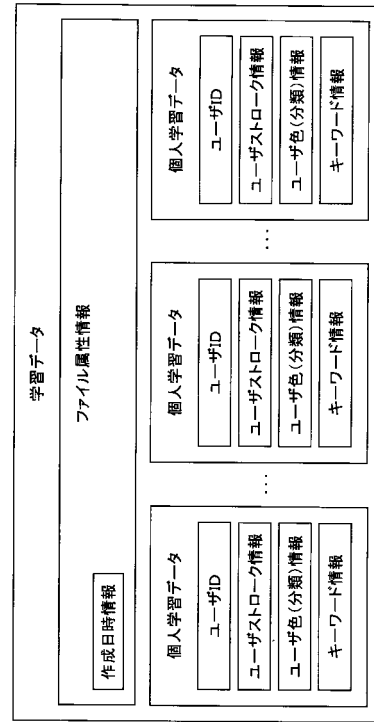 学習データ
ファイル属性情報
作成日時情報
個人学習データ
ユーザID
ユーザストローク情報
ユーザ色(分類)情報
キーワード情報
...
個人学習データ
ユーザID
ユーザストローク情報
ユーザ色(分類)情報
キーワード情報
...
個人学習データ
ユーザID
ユーザストローク情報
ユーザ色(分類)情報
キーワード情報